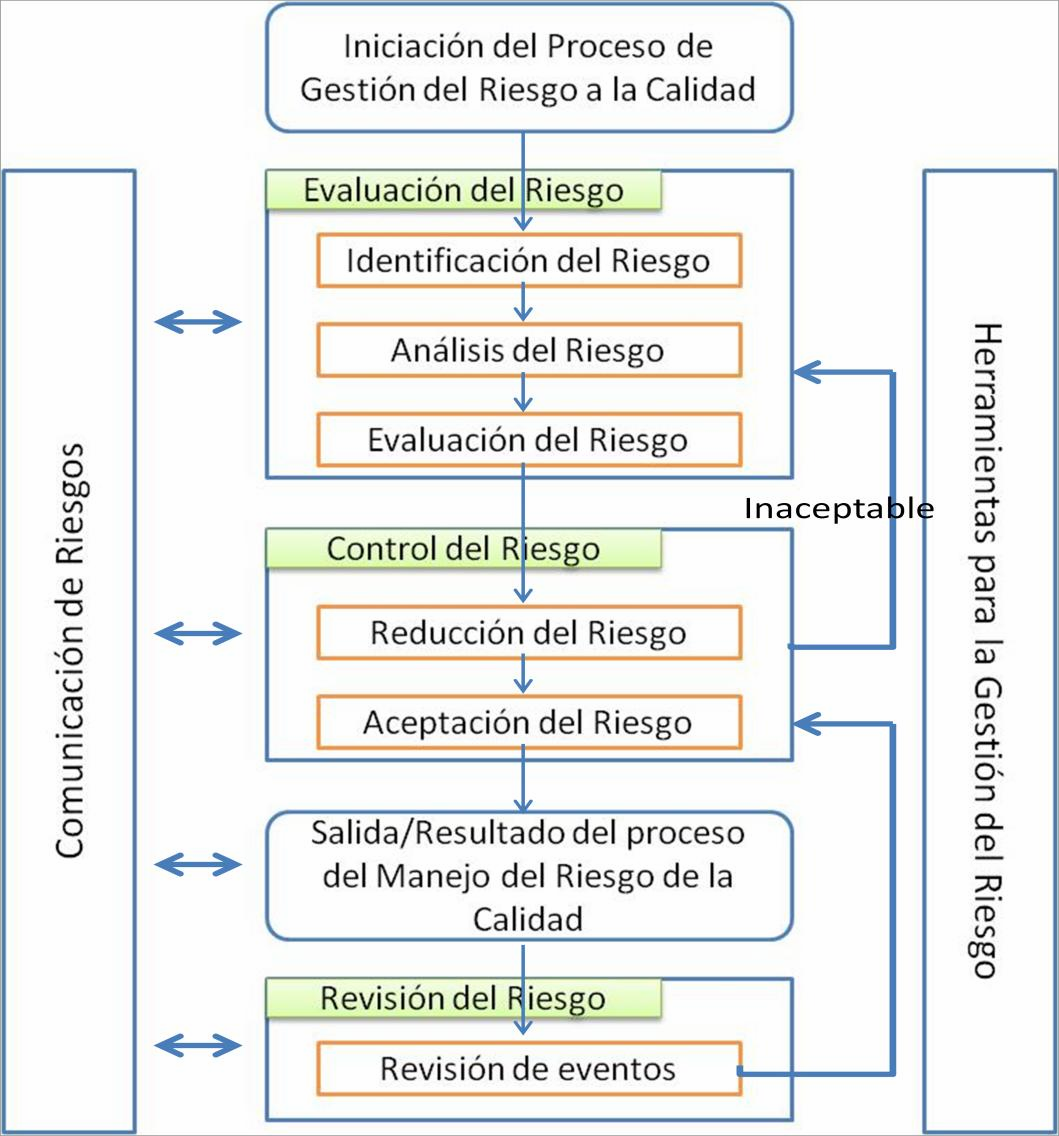 Iniciación del Proceso de
Gestión del Riesgo a la Calidad
Evaluación del Riesgo
Identificación del Riesgo
Análisis del Riesgo
Evaluación del Riesgo
Inaceptable
Control del Riesgo
Reducción del Riesgo
Aceptación del Riesgo
Salida/Resultado del proceso
del Manejo del Riesgo de la
Calidad
Revisión del Riesgo
Revisión de eventos
Comunicación de Riesgos
Herramientas para la Gestión del Riesgo